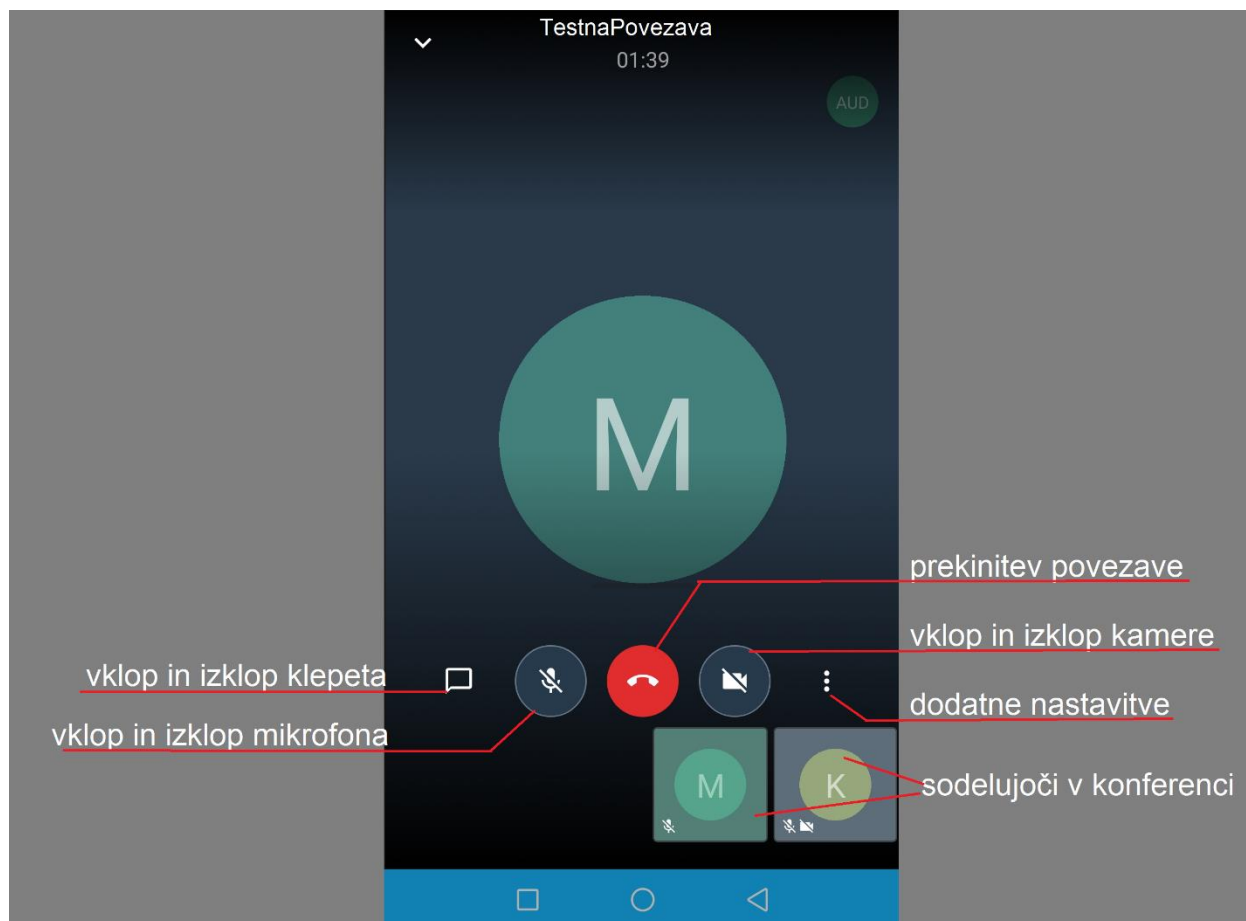 TestnaPovezava
01:39
AUD
M
prekinitev povezave
vklop in izklop kamere
vklop in izklop klepeta
dodatne nastavitve
vklop in izklop mikrofona
M
K
sodelujoči v konferenci